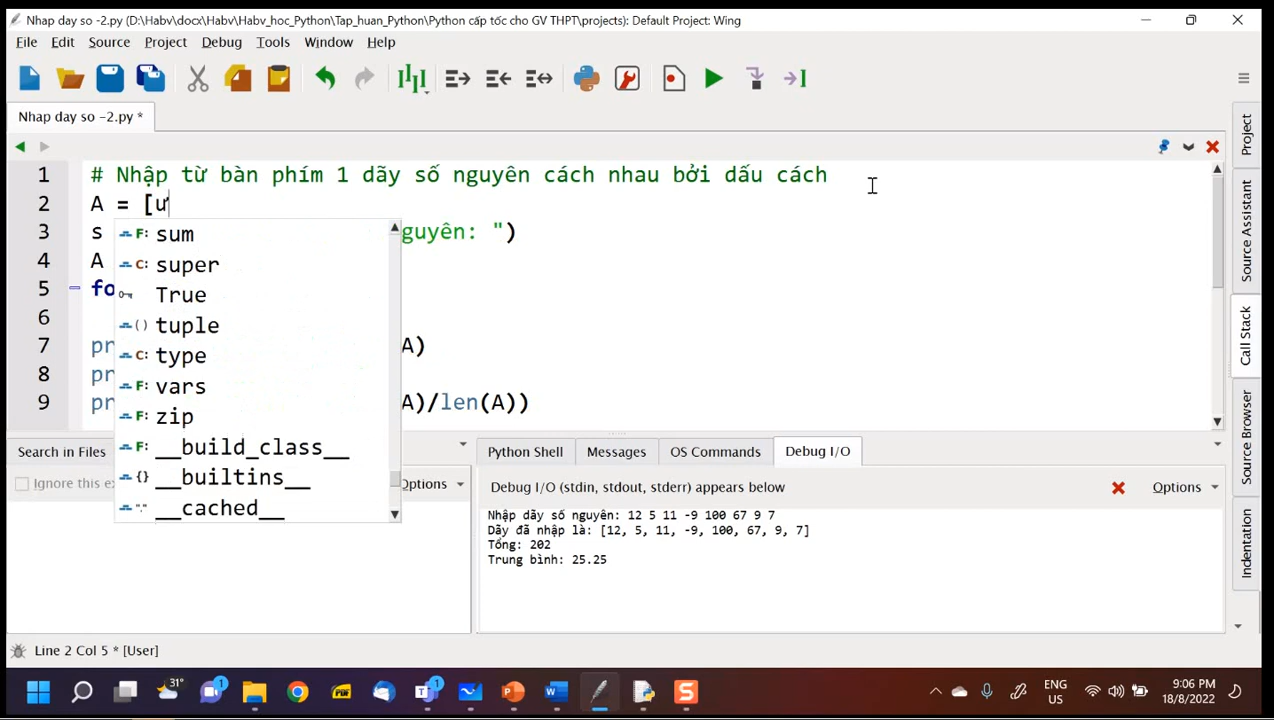 Nhap day so -2.py (D:\Habv\docx\Habv\Habv_hoc_Python\Tap_huan_Python\Python cấp tốc cho GV THPT\projects): Default Project: Wing
File Edit Source Project Debug Tools Window Help
Nhap day so -2.py *
1 # Nhập từ bàn phím 1 dãy số nguyên cách nhau bởi dấu cách
2 A = [ư
3 s guyên: ")
4 A
5 fo
6
7 pr A)
8 pr
9 pr A)/len(A))
sum
super
True
tuple
type
vars
zip
__build_class__
__builtins__
__cached__
Project
Source Assistant
Call Stack
Source Browser
Indentation
Search in Files
Options
Ignore this e
Python Shell Messages OS Commands Debug I/O
Debug I/O (stdin, stdout, stderr) appears below Options
Nhập dãy số nguyên: 12 5 11 -9 100 67 9 7
Dãy đã nhập là: [12, 5, 11, -9, 100, 67, 9, 7]
Tổng: 202
Trung bình: 25.25
Line 2 Col 5 * [User]
31°
ENG
US
9:06 PM
18/8/2022